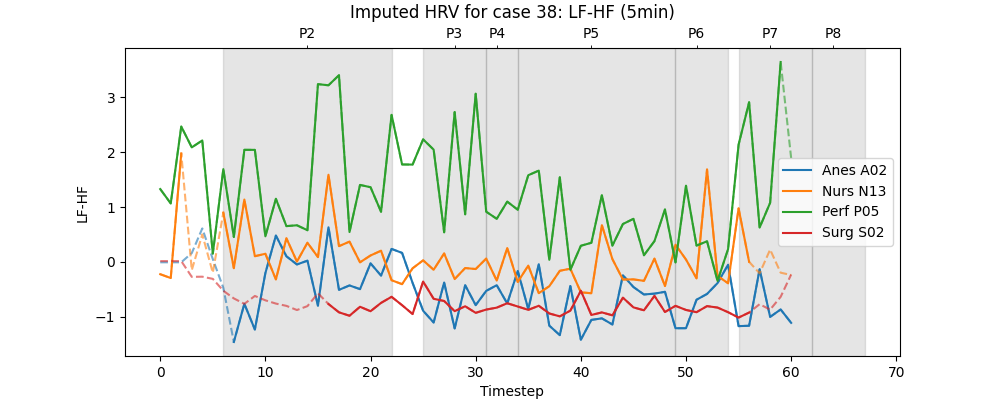 Imputed HRV for case 38: LF-HF (5min)
P2 P3 P4 P5 P6 P7 P8
3
2
1
0
−1
LF-HF
Anes A02
Nurs N13
Perf P05
Surg S02
0 10 20 30 40 50 60 70
Timestep